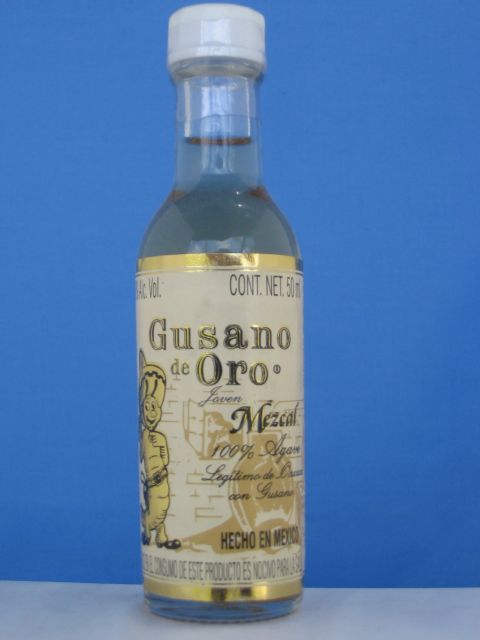 Alc. Vol. CONT. NET. 50 ml
Gusano
de Oro®
Joven
Mezcal
100% Agave
Legítimo de Oaxaca
con Gusano
HECHO EN MEXICO
EL CONSUMO DE ESTE PRODUCTO ES NOCIVO PARA LA